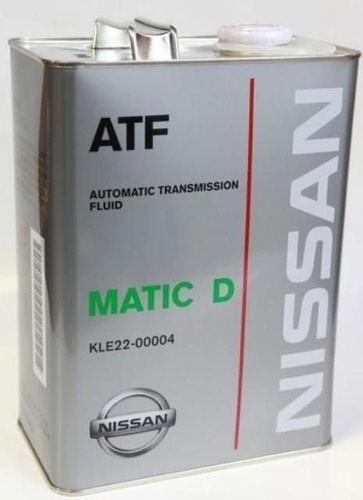 ATF
AUTOMATIC TRANSMISSION
FLUID
MATIC D
KLE22-00004
NISSAN
NISSAN